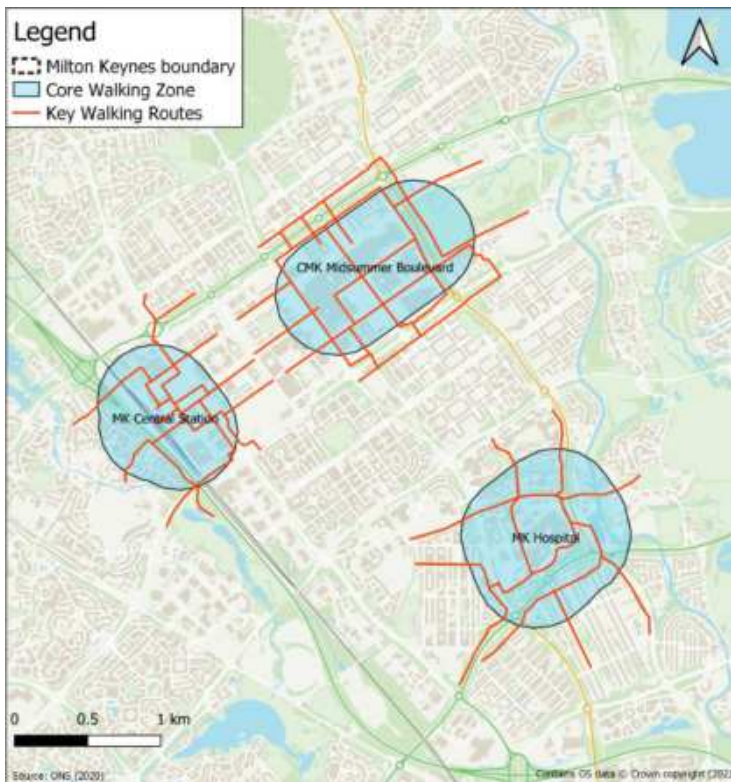 Legend
Milton Keynes boundary
Core Walking Zone
Key Walking Routes
CMK Midsummer Boulevard
MK Central Station
MK Hospital
0 0.5 1 km
Source: ONS (2020)
Contains OS data © Crown copyright (202